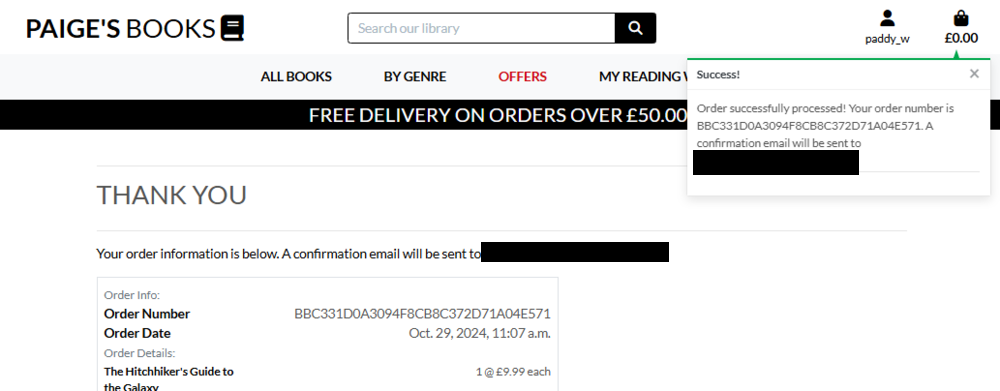 PAIGE'S BOOKS
Search our library
paddy_w
£0.00
ALL BOOKS BY GENRE OFFERS MY READING W
Success!
Order successfully processed! Your order number is
BBC331D0A3094F8CB8C372D71A04E571. A
confirmation email will be sent to
FREE DELIVERY ON ORDERS OVER £50.00
THANK YOU
Your order information is below. A confirmation email will be sent to
Order Info:
Order Number BBC331D0A3094F8CB8C372D71A04E571
Order Date Oct. 29, 2024, 11:07 a.m.
Order Details:
The Hitchhiker's Guide to
the Galaxy
1 @ £9.99 each